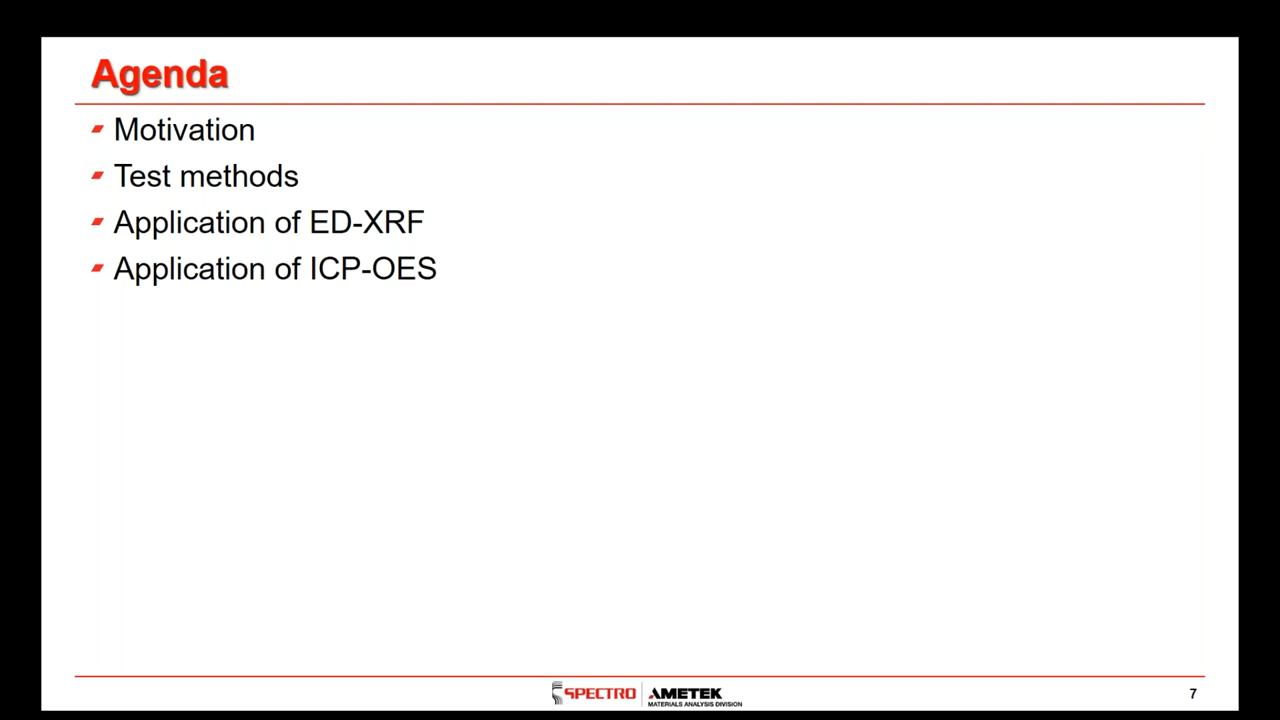 Agenda
Motivation
Test methods
Application of ED-XRF
Application of ICP-OES
SPECTRO
AMETEK
MATERIALS ANALYSIS DIVISION
7